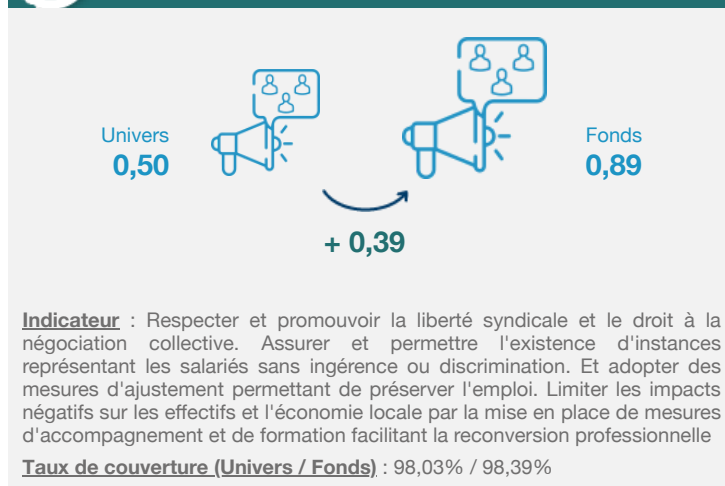 Univers
0,50
Fonds
0,89
+ 0,39
Indicateur : Respecter et promouvoir la liberté syndicale et le droit à la
négociation collective. Assurer et permettre l'existence d'instances
représentant les salariés sans ingérence ou discrimination. Et adopter des
mesures d'ajustement permettant de préserver l'emploi. Limiter les impacts
négatifs sur les effectifs et l'économie locale par la mise en place de mesures
d'accompagnement et de formation facilitant la reconversion professionnelle
Taux de couverture (Univers / Fonds) : 98,03% / 98,39%